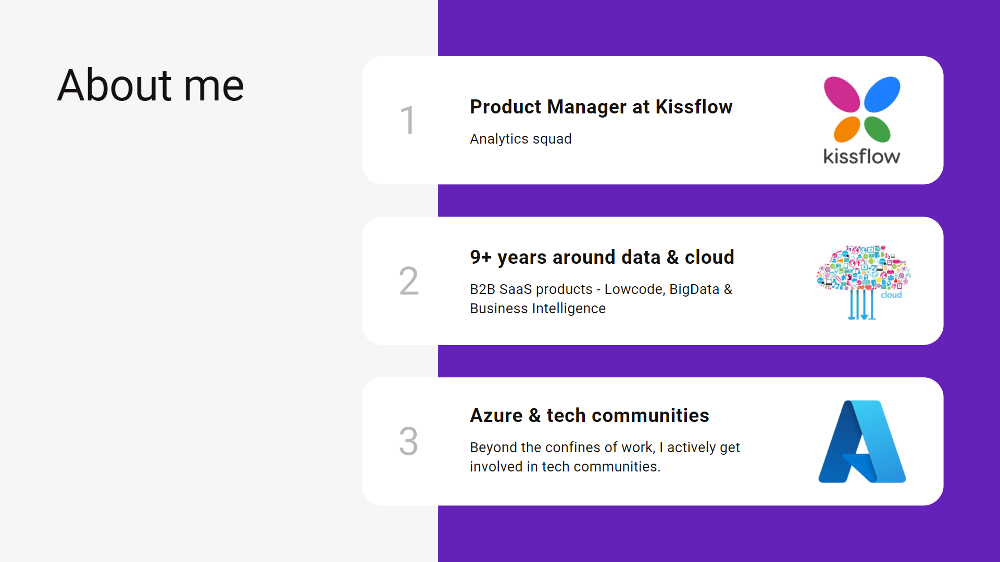 About me
1
Product Manager at Kissflow
Analytics squad
kissflow
2
9+ years around data & cloud
B2B SaaS products - Lowcode, BigData &
Business Intelligence
cloud
3
Azure & tech communities
Beyond the confines of work, I actively get
involved in tech communities.